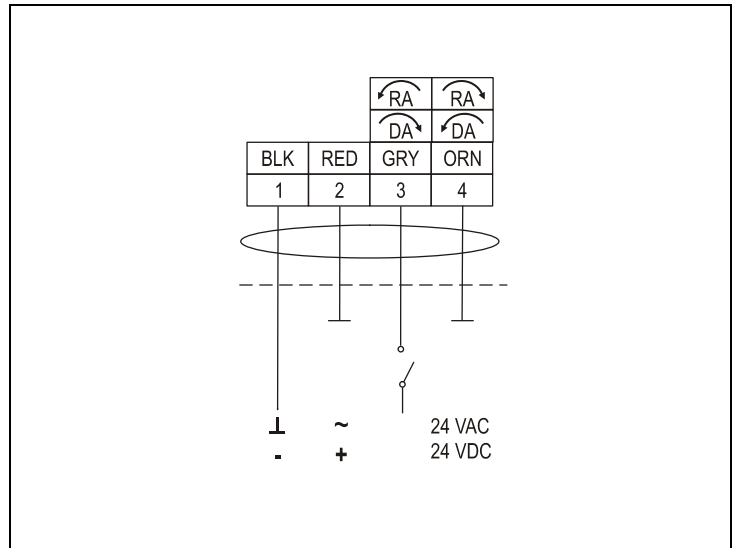 RA RA
DA DA
BLK RED GRY ORN
1 2 3 4
⊥ ~ 24 VAC
- + 24 VDC